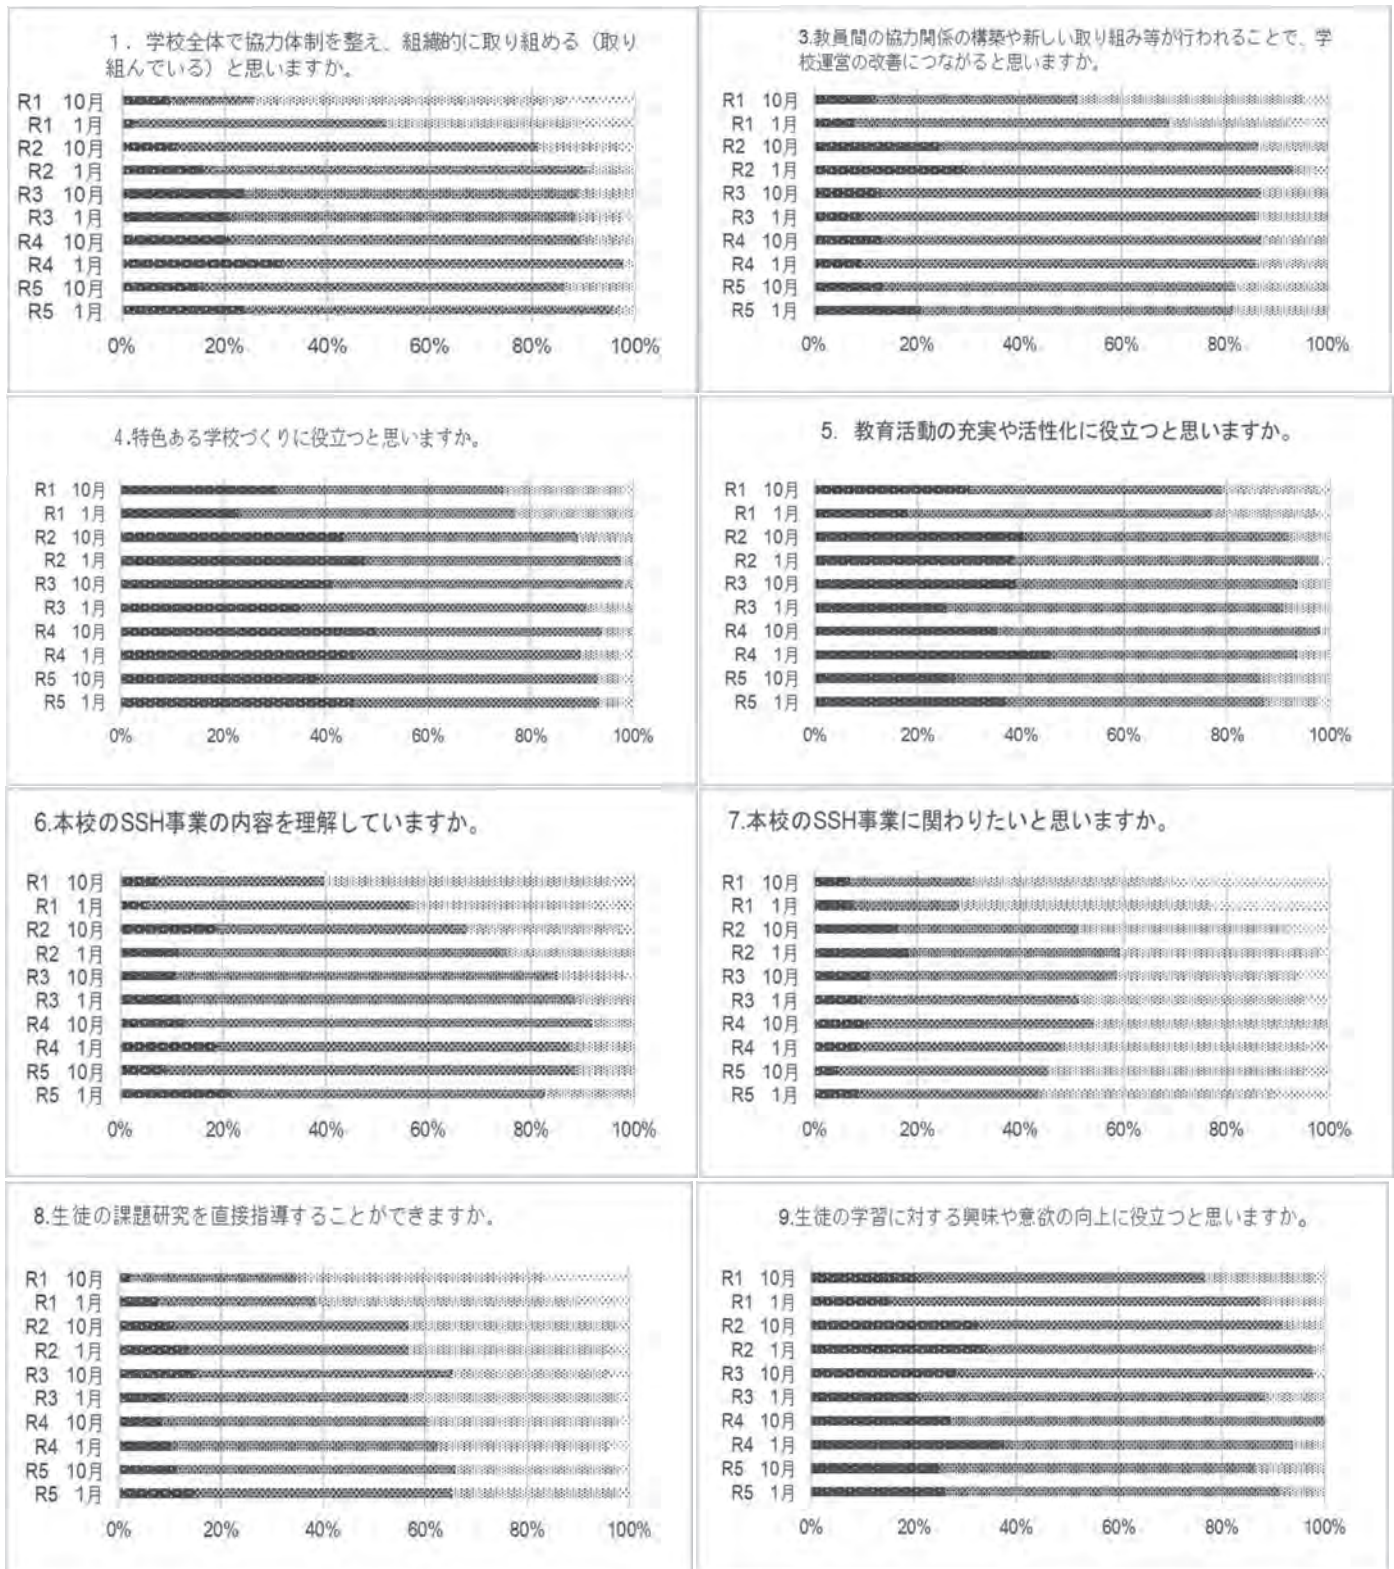 1．学校全体で協力体制を整え、組織的に取り組める（取り
組んでいる）と思いますか。
R1 10月
R1 1月
R2 10月
R2 1月
R3 10月
R3 1月
R4 10月
R4 1月
R5 10月
R5 1月
0% 20% 40% 60% 80% 100%
3.教員間の協力関係の構築や新しい取り組み等が行われることで、学
校運営の改善につながると思いますか。
R1 10月
R1 1月
R2 10月
R2 1月
R3 10月
R3 1月
R4 10月
R4 1月
R5 10月
R5 1月
0% 20% 40% 60% 80% 100%
4.特色ある学校づくりに役立つと思いますか。
R1 10月
R1 1月
R2 10月
R2 1月
R3 10月
R3 1月
R4 10月
R4 1月
R5 10月
R5 1月
0% 20% 40% 60% 80% 100%
5．教育活動の充実や活性化に役立つと思いますか。
R1 10月
R1 1月
R2 10月
R2 1月
R3 10月
R3 1月
R4 10月
R4 1月
R5 10月
R5 1月
0% 20% 40% 60% 80% 100%
6.本校のSSH事業の内容を理解していますか。
R1 10月
R1 1月
R2 10月
R2 1月
R3 10月
R3 1月
R4 10月
R4 1月
R5 10月
R5 1月
0% 20% 40% 60% 80% 100%
7.本校のSSH事業に関わりたいと思いますか。
R1 10月
R1 1月
R2 10月
R2 1月
R3 10月
R3 1月
R4 10月
R4 1月
R5 10月
R5 1月
0% 20% 40% 60% 80% 100%
8.生徒の課題研究を直接指導することができますか。
R1 10月
R1 1月
R2 10月
R2 1月
R3 10月
R3 1月
R4 10月
R4 1月
R5 10月
R5 1月
0% 20% 40% 60% 80% 100%
9.生徒の学習に対する興味や意欲の向上に役立つと思いますか。
R1 10月
R1 1月
R2 10月
R2 1月
R3 10月
R3 1月
R4 10月
R4 1月
R5 10月
R5 1月
0% 20% 40% 60% 80% 100%